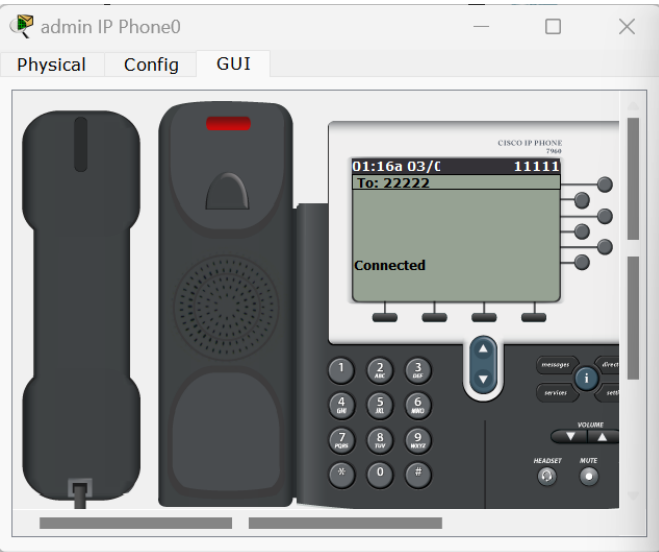 admin IP Phone0
Physical Config GUI
CISCO IP PHONE
7960
01:16a 03/0 11111
To: 22222
Connected
1 2 ABC 3 DEF
4 GHI 5 JKL 6 MNO
7 PQRS 8 TUV 9 WXYZ
* 0 #
messages direct
i
services setti
VOLUME
HEADSET MUTE